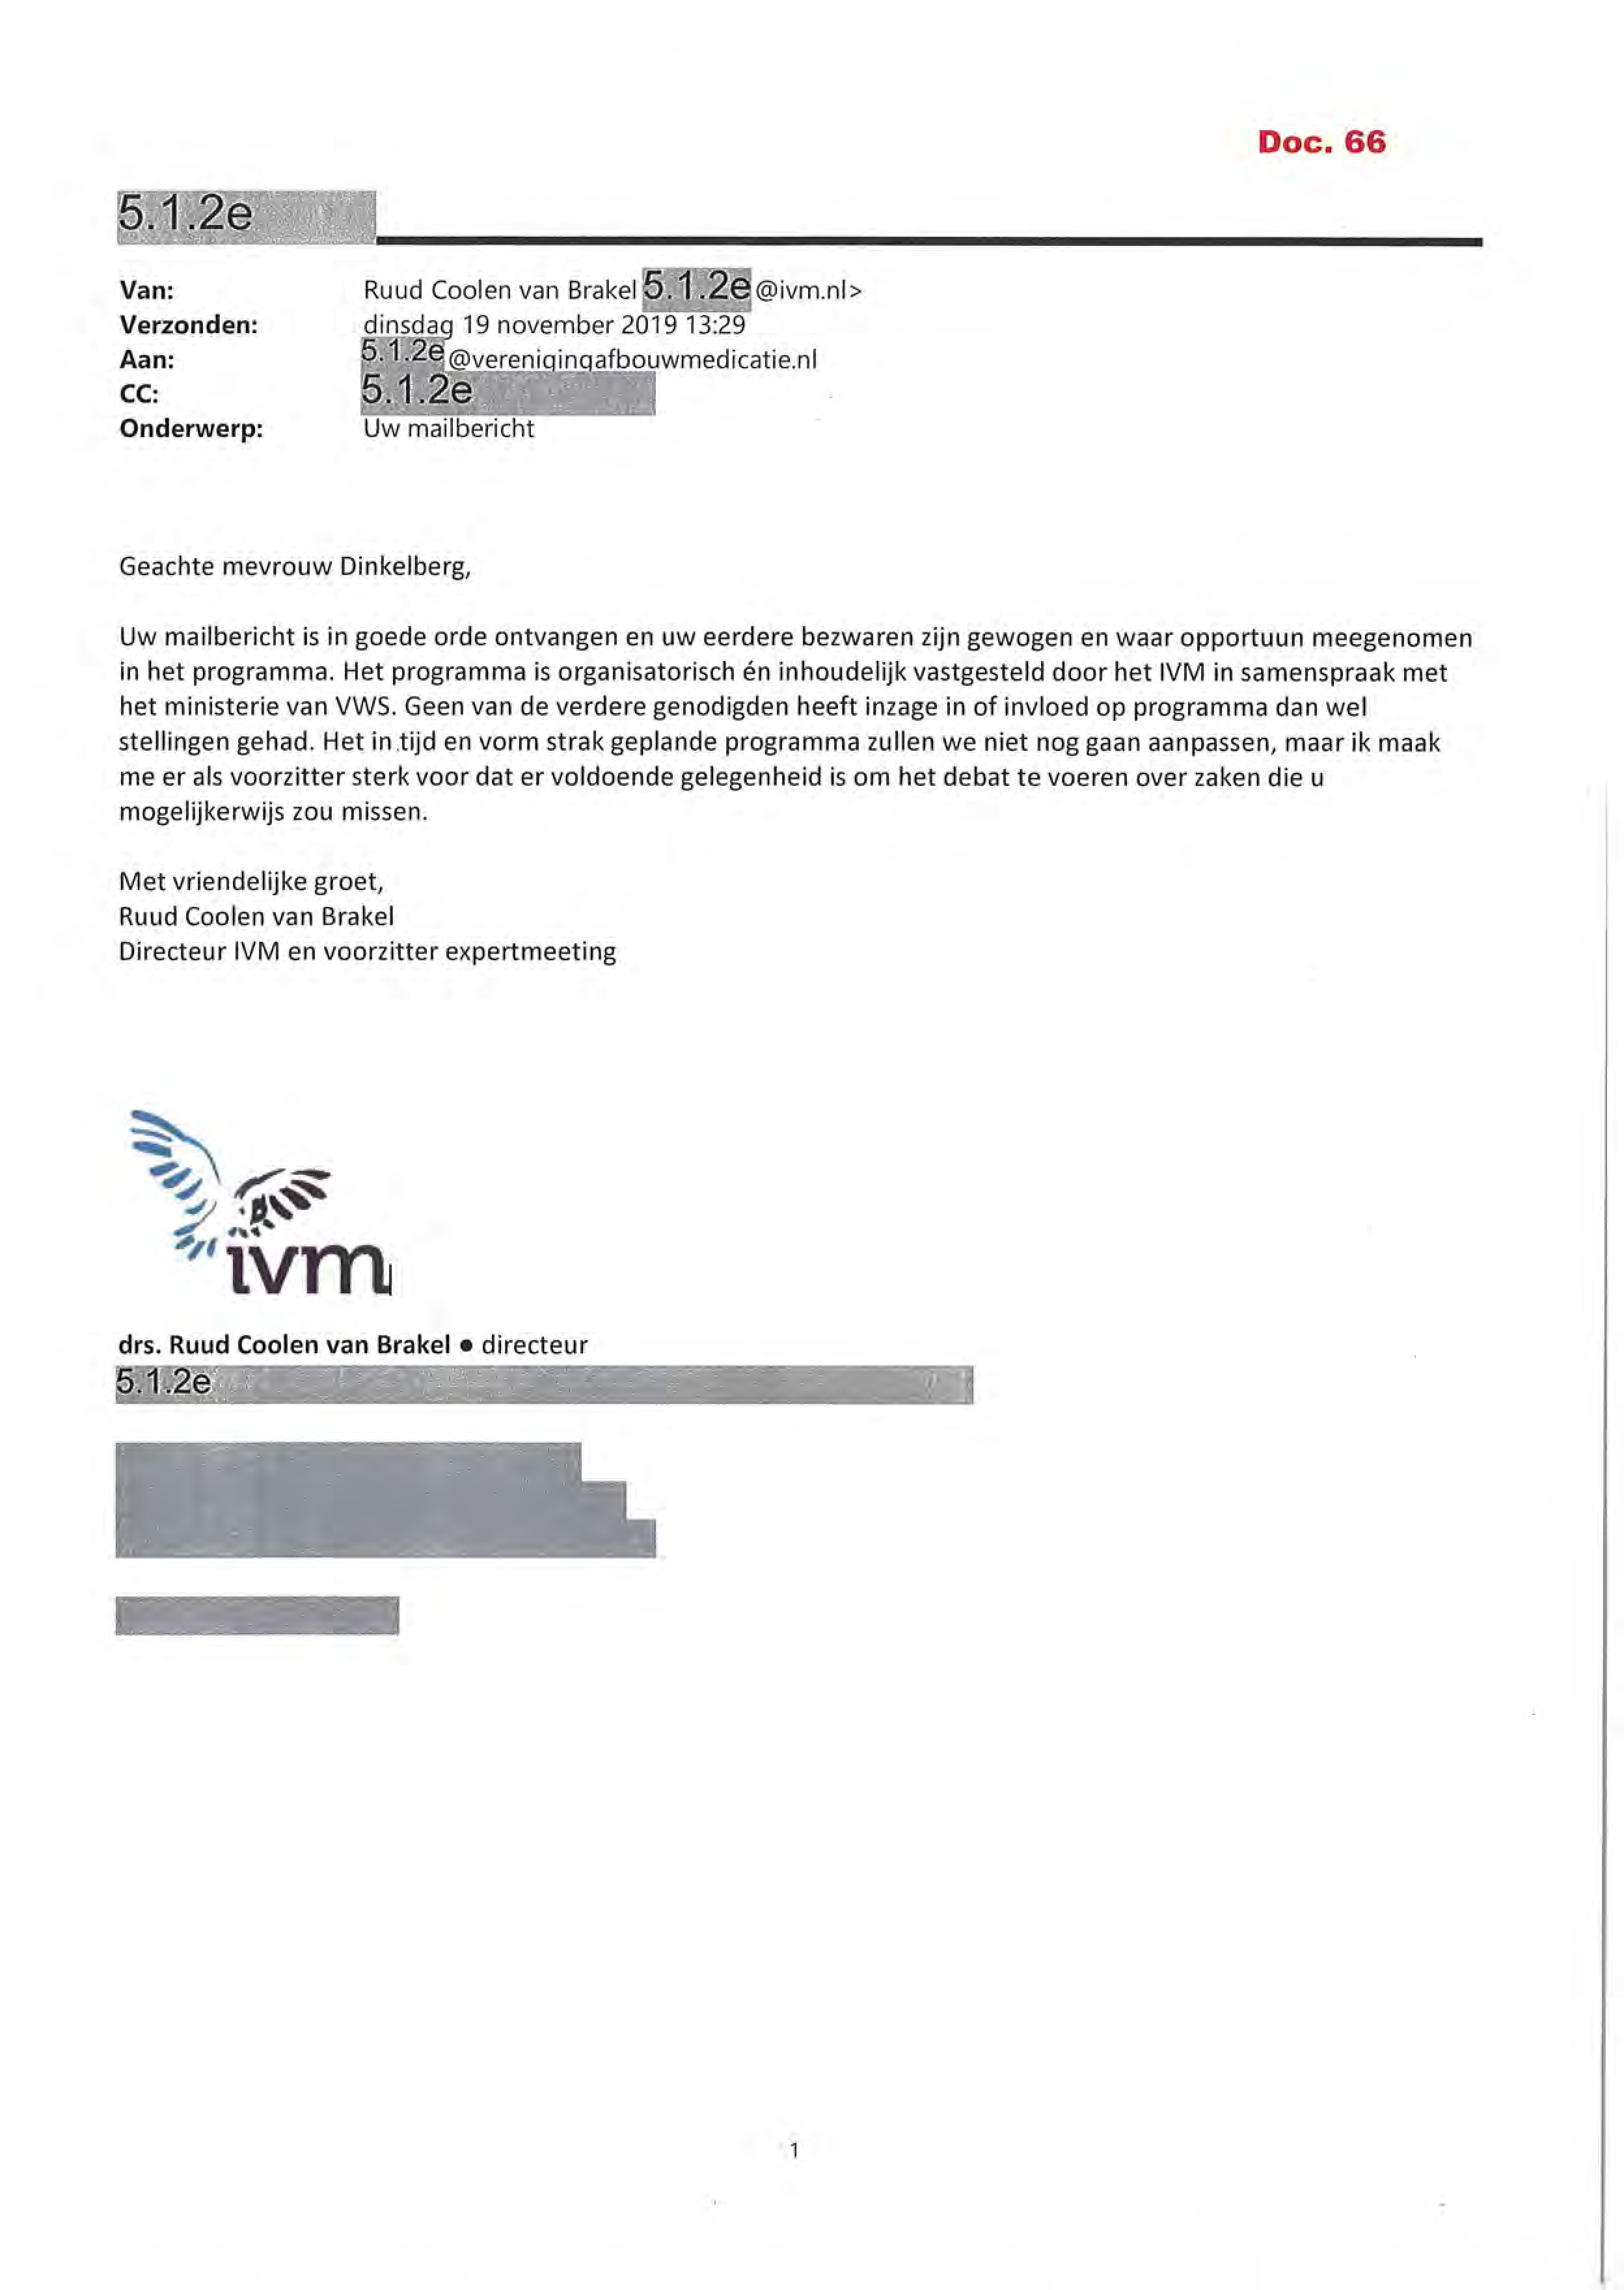 Doc. 66
5.1.2e
Van: Ruud Coolen van Brakel 5.1.2e @ivm.nl>
Verzonden: dinsdag 19 november 2019 13:29
Aan: 5.1.2e @verenigingafbouwmedicatie.nl
CC: 5.1.2e
Onderwerp: Uw mailbericht
Geachte mevrouw Dinkelberg,
Uw mailbericht is in goede orde ontvangen en uw eerdere bezwaren zijn gewogen en waar opportuun meegenomen
in het programma. Het programma is organisatorisch én inhoudelijk vastgesteld door het IVM in samenspraak met
het ministerie van VWS. Geen van de verdere genodigden heeft inzage in of invloed op programma dan wel
stellingen gehad. Het in tijd en vorm strak geplande programma zullen we niet nog gaan aanpassen, maar ik maak
me er als voorzitter sterk voor dat er voldoende gelegenheid is om het debat te voeren over zaken die u
mogelijkerwijs zou missen.
Met vriendelijke groet,
Ruud Coolen van Brakel
Directeur IVM en voorzitter expertmeeting
ivm
drs. Ruud Coolen van Brakel ● directeur
5.1.2e
1